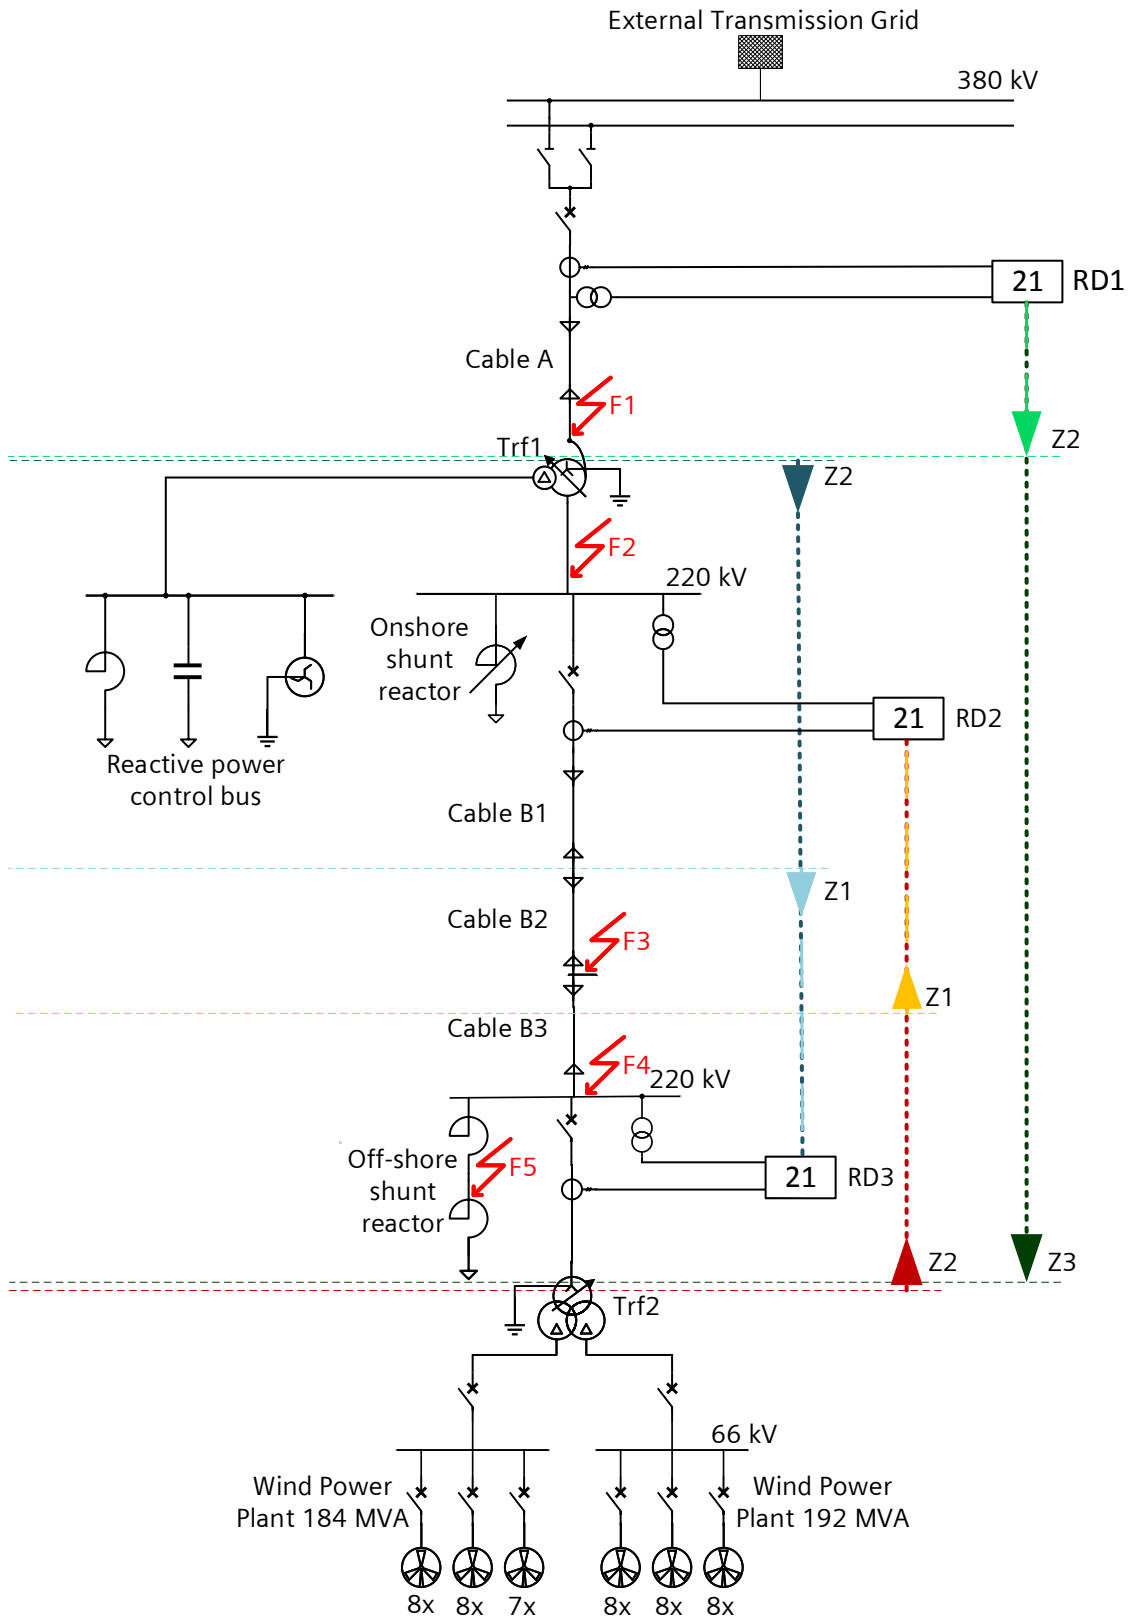 External Transmission Grid
380 kV
21
RD1
Cable A
F1
Z2
Trf1
Z2
F2
220 kV
Onshore
shunt
reactor
21
RD2
Reactive power
control bus
Cable B1
Z1
Cable B2
F3
Z1
Cable B3
F4
220 kV
Off-shore
shunt
reactor
F5
21
RD3
Z2
Z3
Trf2
66 kV
Wind Power
Plant 184 MVA
Wind Power
Plant 192 MVA
8x
8x
7x
8x
8x
8x